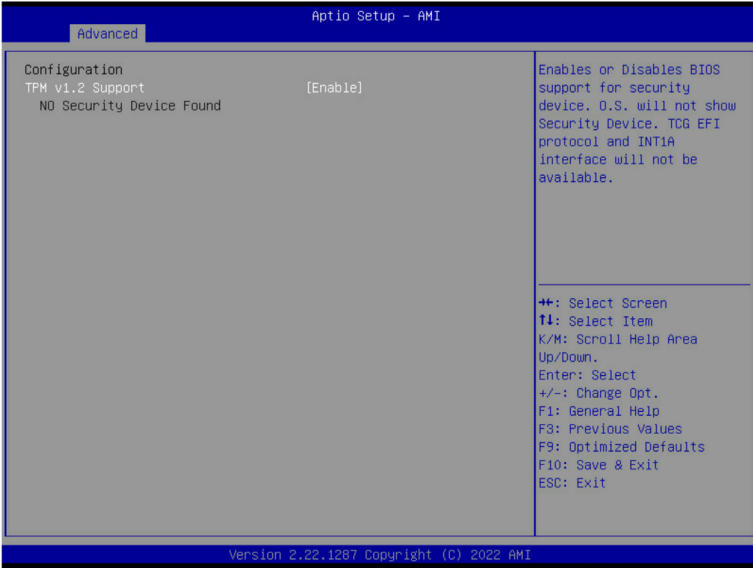 Aptio Setup – AMI
Advanced
Configuration
TPM v1.2 Support [Enable]
NO Security Device Found
Enables or Disables BIOS
support for security
device. O.S. will not show
Security Device. TCG EFI
protocol and INT1A
interface will not be
available.
→←: Select Screen
↑↓: Select Item
K/M: Scroll Help Area
Up/Down.
Enter: Select
+/-: Change Opt.
F1: General Help
F3: Previous Values
F9: Optimized Defaults
F10: Save & Exit
ESC: Exit
Version 2.22.1287 Copyright (C) 2022 AMI